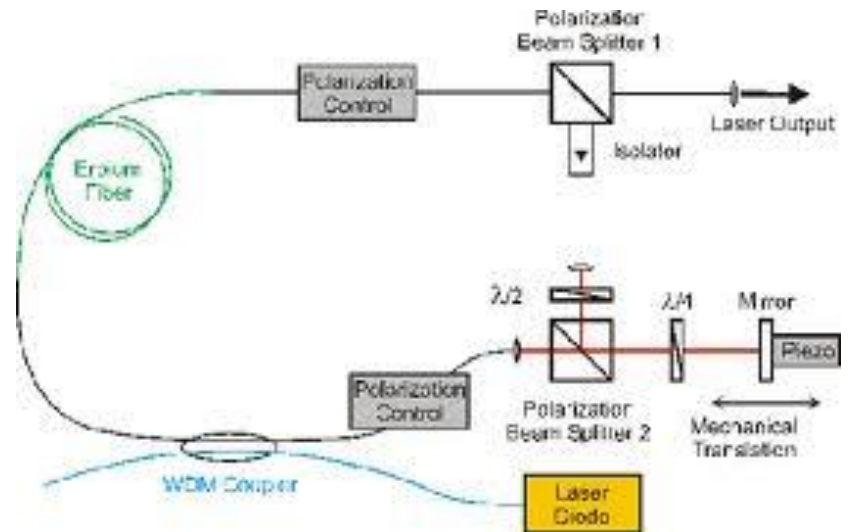 Polarization
Beam Splitter 1
Polarization
Control
Laser Output
Isolator
Erbium
Fiber
λ/2
λ/4
Mirror
Piezo
Polarization
Control
Polarization
Beam Splitter 2
Mechanical
Translation
WDM Coupler
Laser
Diode